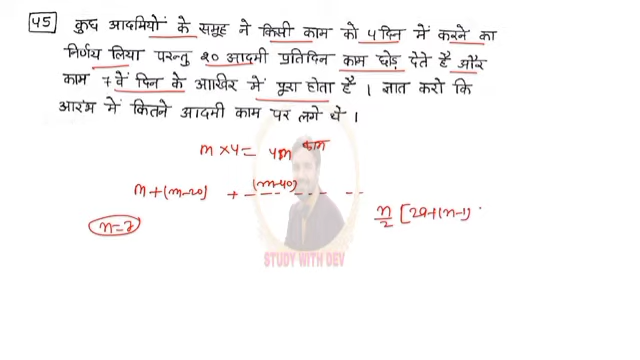 45) कुछ आदमियों के समूह ने किसी काम को 4 दिन में करने का
निर्णय लिया परन्तु 20 आदमी प्रतिदिन काम छोड़ देते है और
काम 7 वें दिन के आखिर में पूरा होता है । ज्ञात करो कि
आरंभ में कितने आदमी काम पर लगे थे ।
m × 4 = 4m काम
m + (m-20) + (m-40) - - - - - -
n = 7
n/2 [2a + (n-1)
STUDY WITH DEV